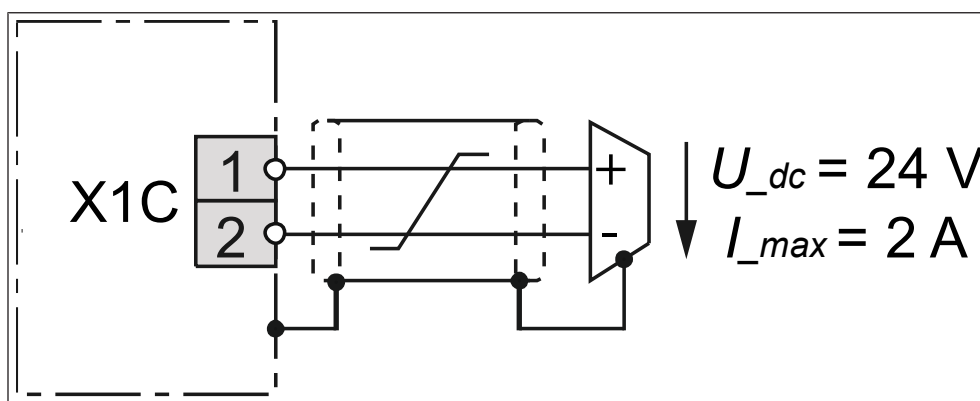 1
X1C
2
+
-
U_dc = 24 V
I_max = 2 A